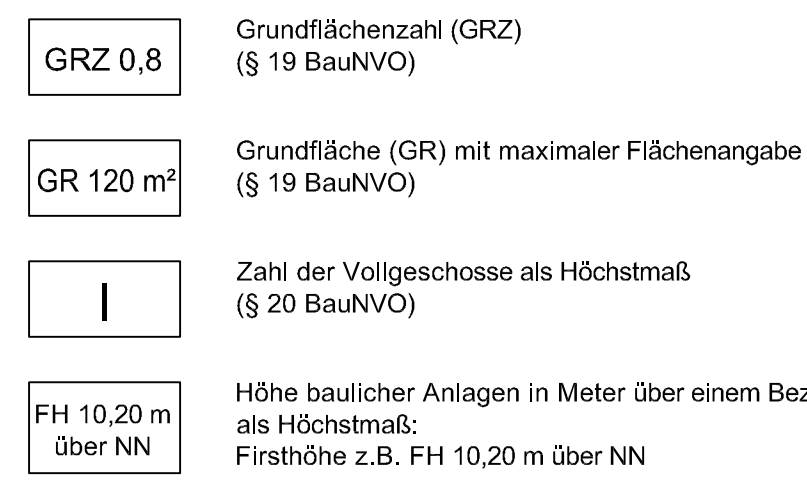 GRZ 0,8
Grundflächenzahl (GRZ)
(§ 19 BauNVO)
GR 120 m²
Grundfläche (GR) mit maximaler Flächenangabe
(§ 19 BauNVO)
I
Zahl der Vollgeschosse als Höchstmaß
(§ 20 BauNVO)
FH 10,20 m
über NN
Höhe baulicher Anlagen in Meter über einem
als Höchstmaß:
Firsthöhe z.B. FH 10,20 m über NN